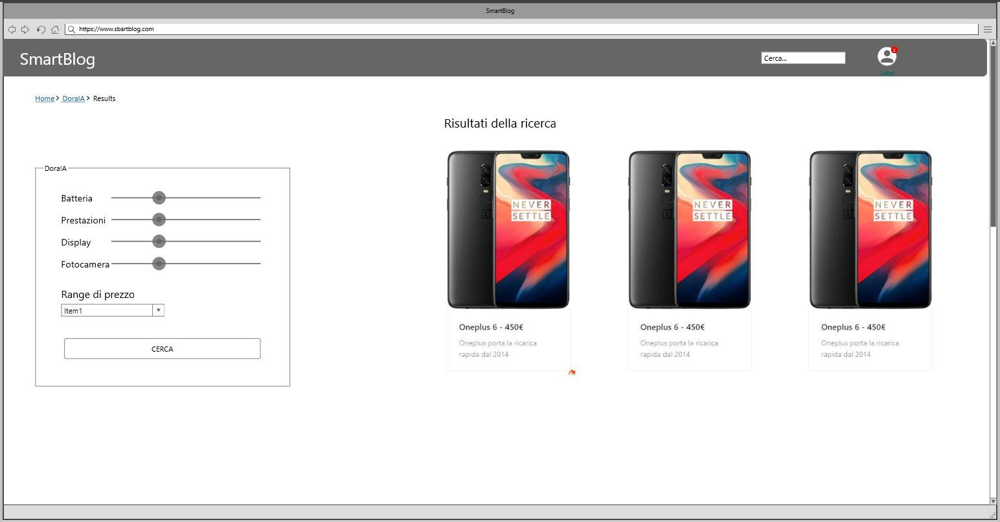 SmartBlog
https://www.sbartblog.com
SmartBlog
Cerca...
2
Label
Home > DoraIA > Results
Risultati della ricerca
DoraIA
Batteria
Prestazioni
Display
Fotocamera
Range di prezzo
Item1
CERCA
NEVER
SETTLE
Oneplus 6 - 450€
Oneplus porta la ricarica
rapida dal 2014
NEVER
SETTLE
Oneplus 6 - 450€
Oneplus porta la ricarica
rapida dal 2014
NEVER
SETTLE
Oneplus 6 - 450€
Oneplus porta la ricarica
rapida dal 2014